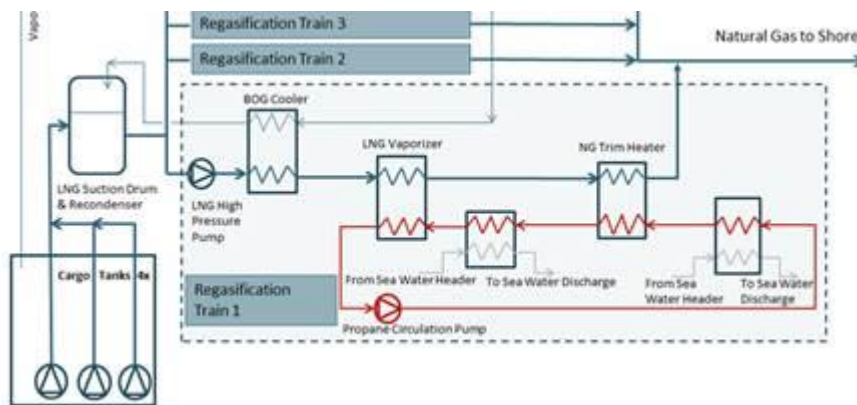 Vapo
Regasification Train 3
Regasification Train 2
Natural Gas to Shore
BOG Cooler
LNG Vaporizer
NG Trim Heater
LNG Suction Drum
& Recondenser
LNG High
Pressure
Pump
Cargo Tanks 4x
From Sea Water Header
To Sea Water Discharge
From Sea
Water Header
To Sea Water
Discharge
Regasification
Train 1
Propane Circulation Pump